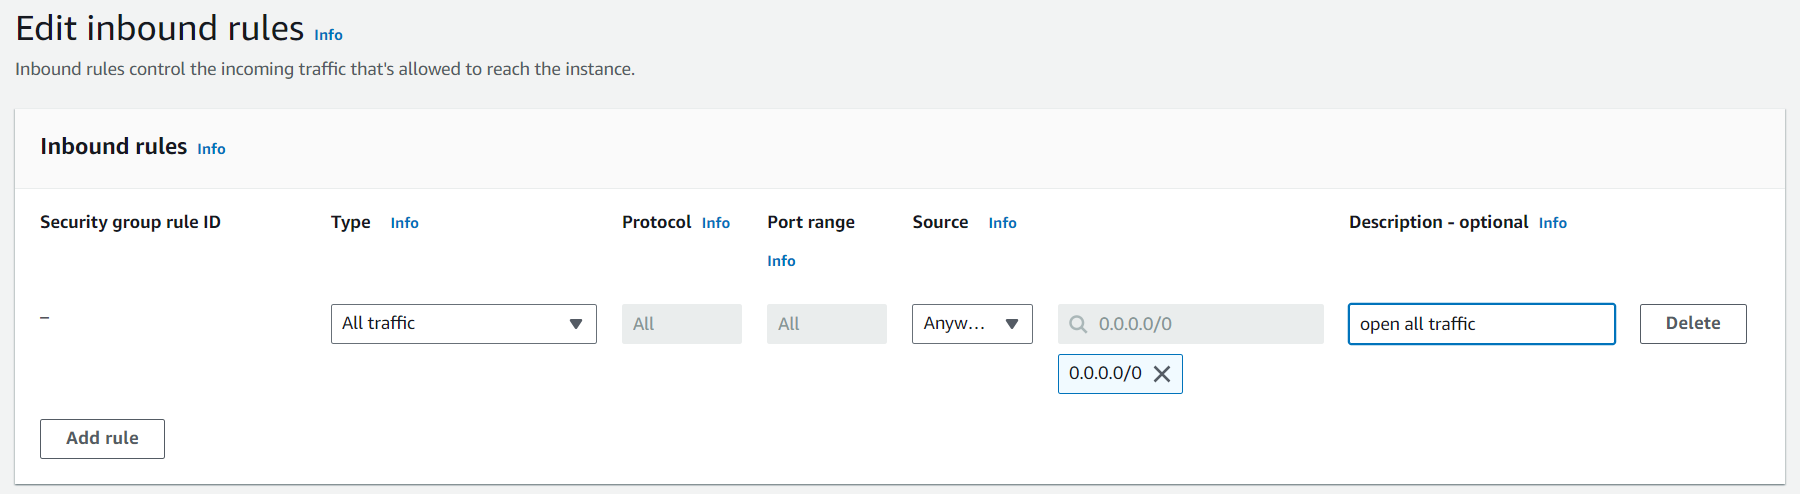 Edit inbound rules Info
Inbound rules control the incoming traffic that's allowed to reach the instance.
Inbound rules Info
Security group rule ID Type Info Protocol Info Port range Info Source Info Description - optional Info
– All traffic All All Anyw... 0.0.0.0/0 open all traffic Delete
0.0.0.0/0
Add rule